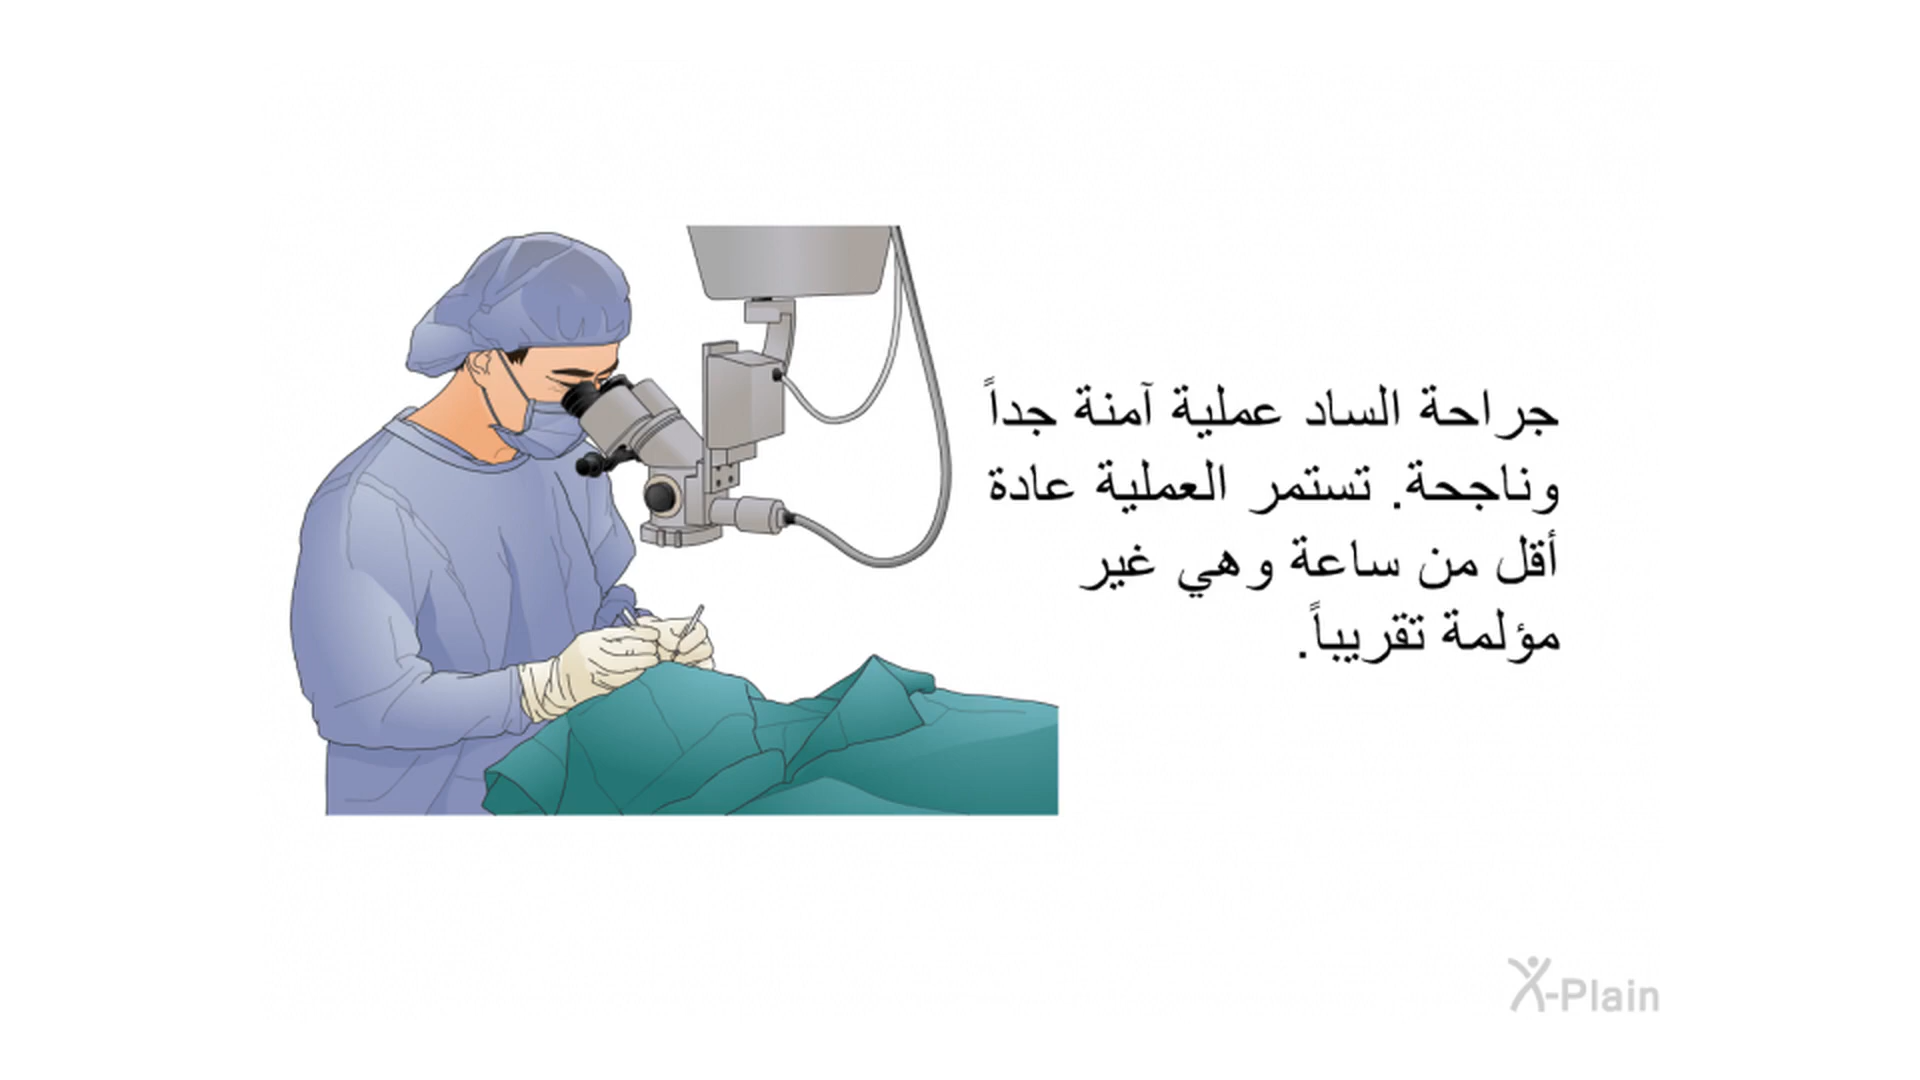 جراحة الساد عملية آمنة جداً
وناجحة. تستمر العملية عادة
أقل من ساعة وهي غير
مؤلمة تقريباً.
X-Plain